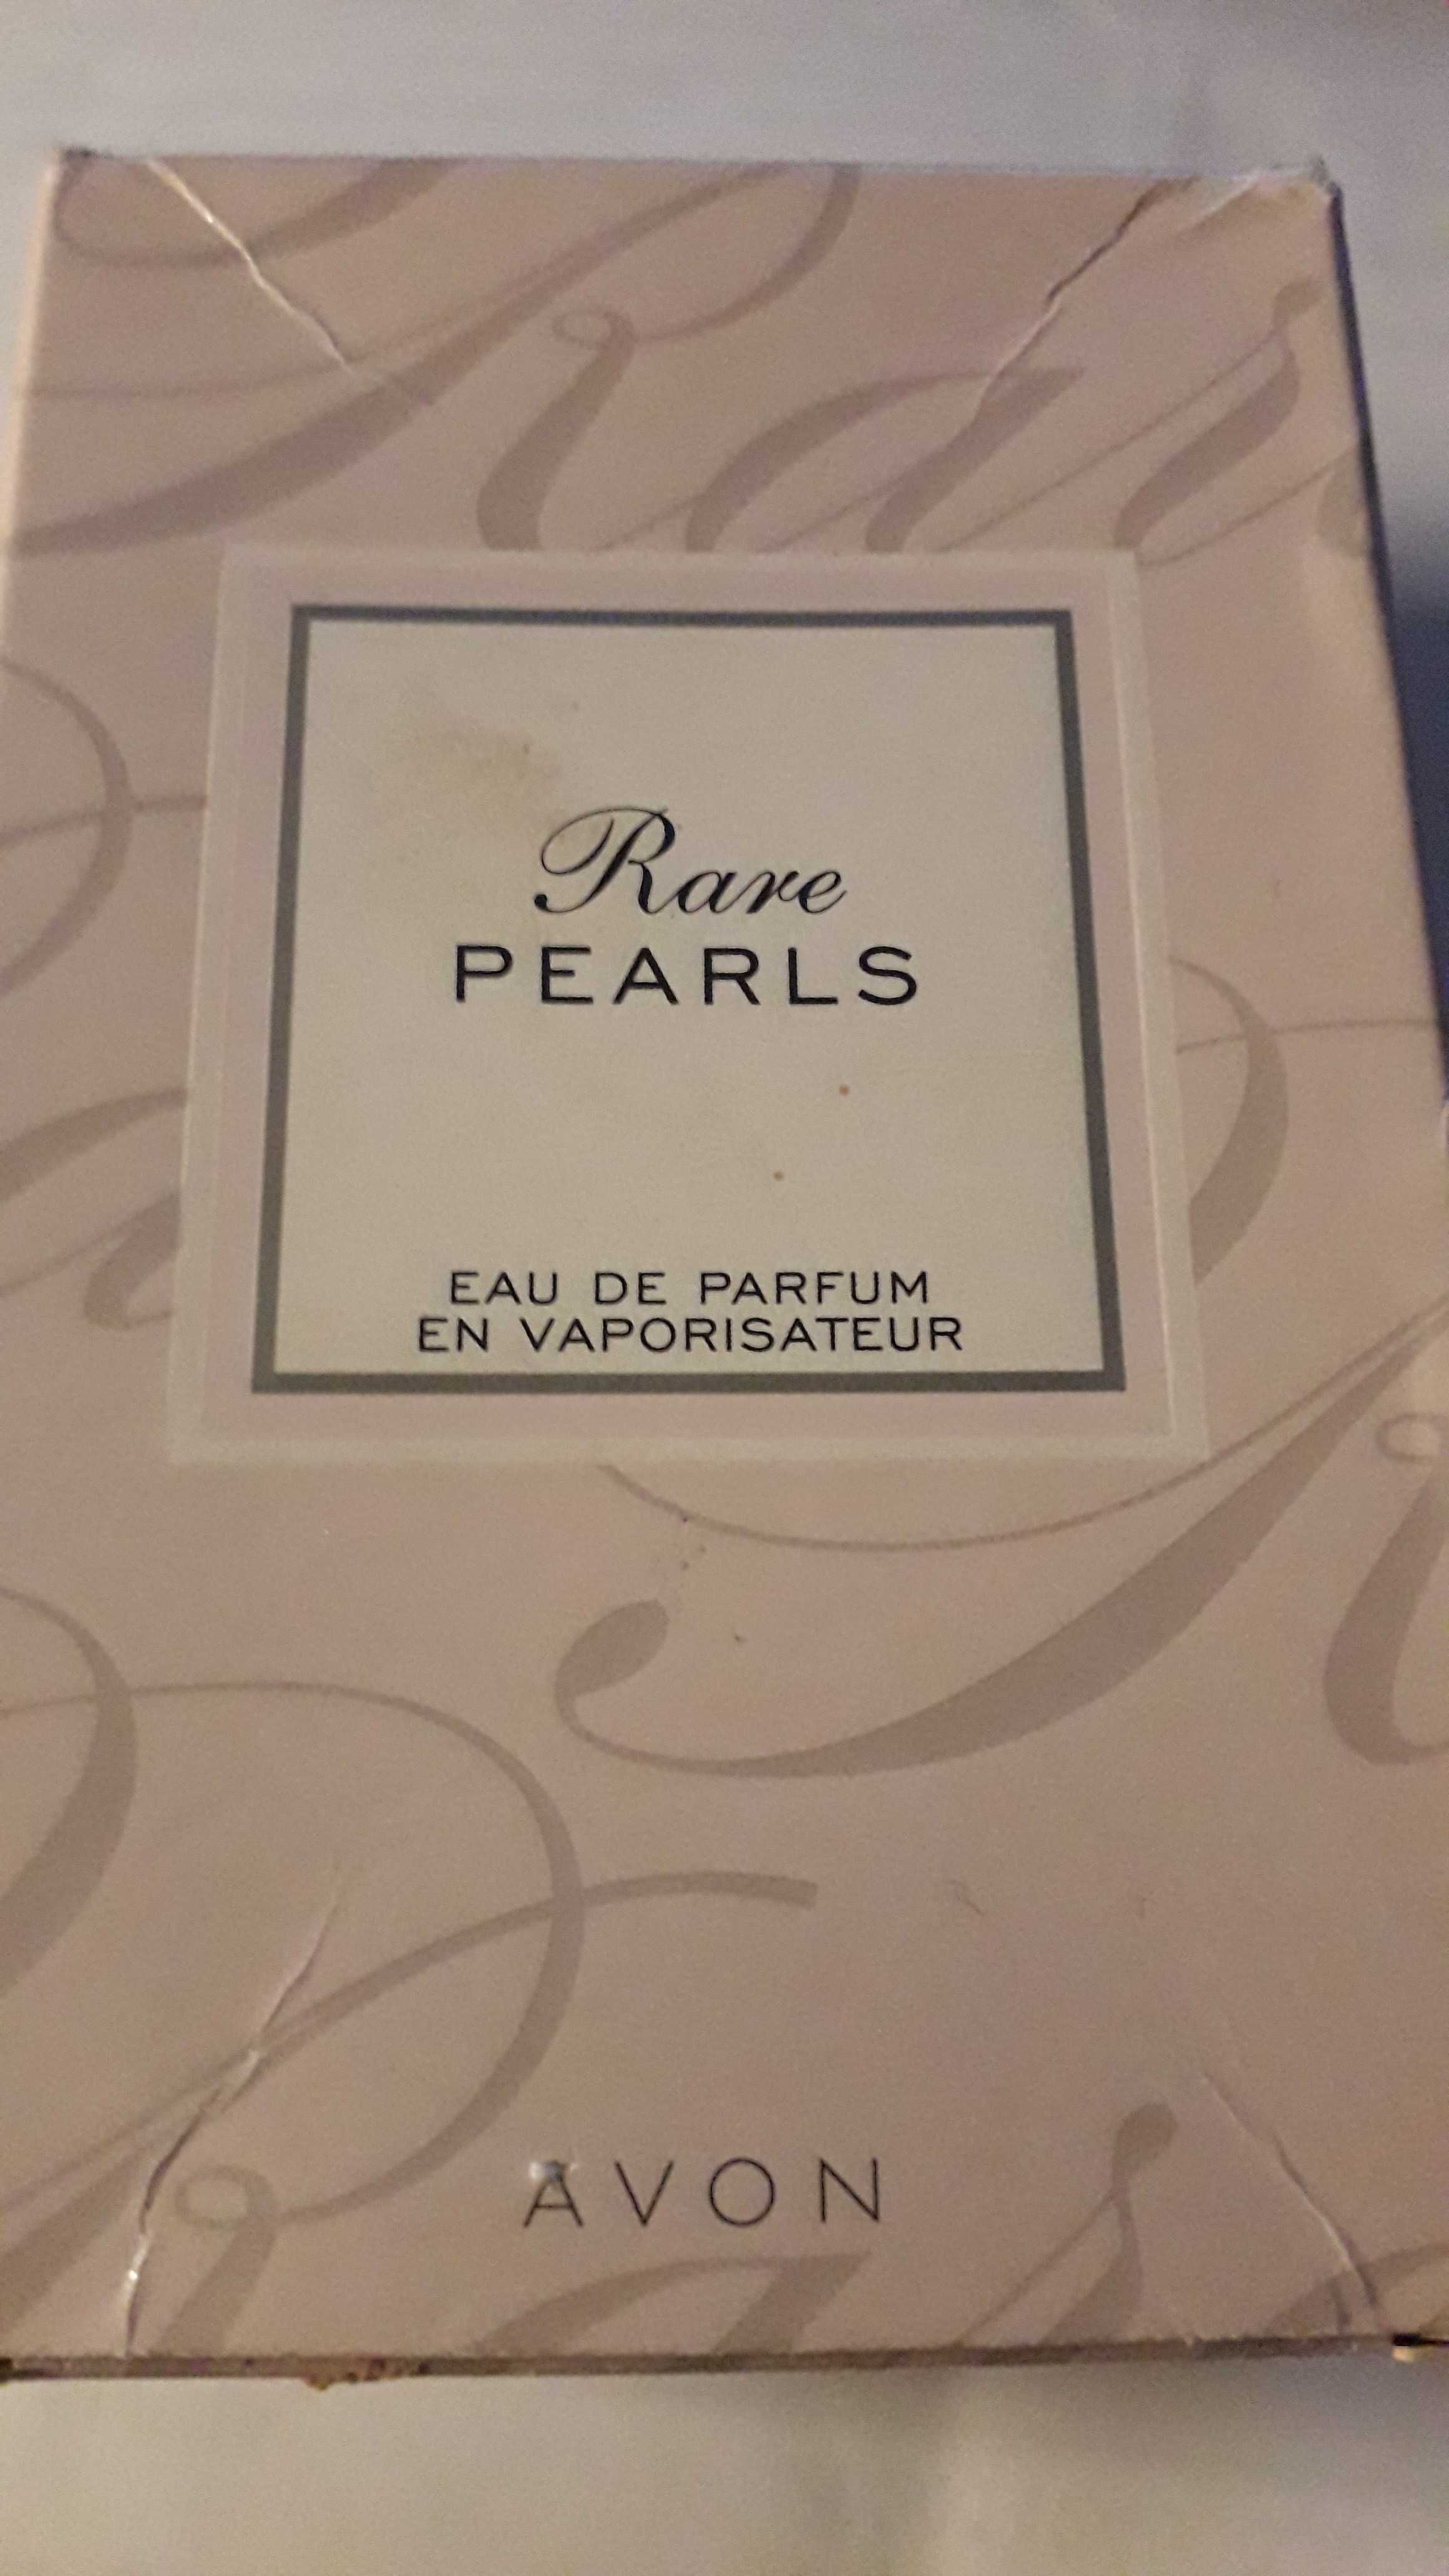 Rare
PEARLS
EAU DE PARFUM
EN VAPORISATEUR
AVON